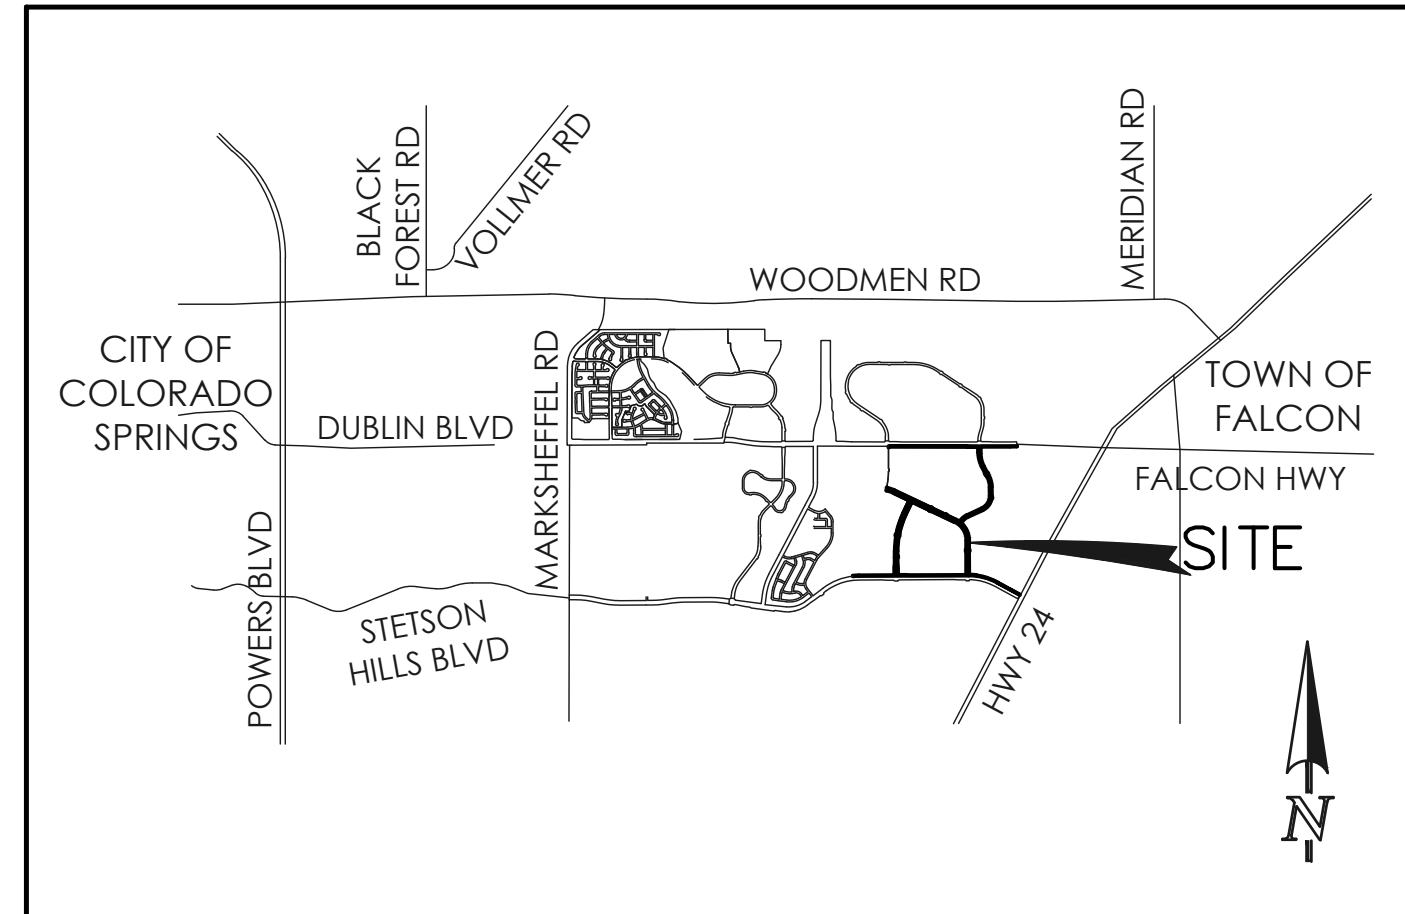 BLACK
FOREST RD
VOLLMER RD
MERIDIAN RD
WOODMEN RD
CITY OF
COLORADO
SPRINGS
DUBLIN BLVD
MARKSHEFFEL RD
TOWN OF
FALCON
FALCON HWY
SITE
POWERS BLVD
STETSON
HILLS BLVD
HWY 24
N